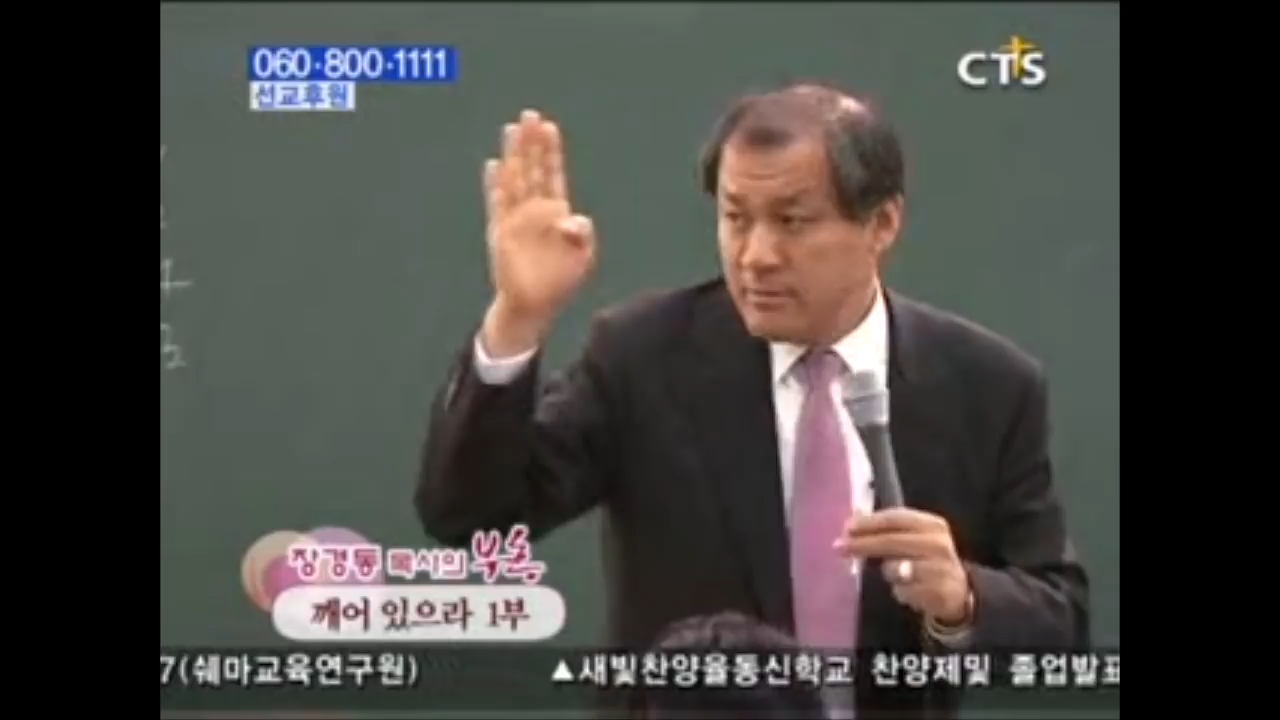 060·800·1111
선교후원
CTS
장경동 목사의 부흥
깨어 있으라 1부
7(쉐마교육연구원) ▲새빛찬양율동신학교 찬양제및 졸업발표